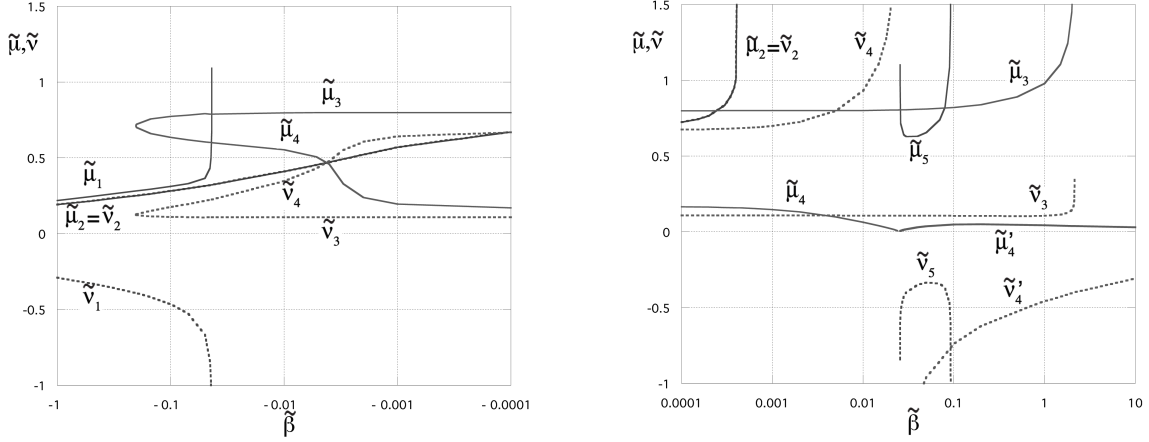 1.5
μ̃,ν̃
1
μ̃₃
μ̃₄
0.5
μ̃₁
ν̃₄
μ̃₂=ν̃₂
ν̃₃
0
ν̃₁
-0.5
-1
-1
- 0.1
- 0.01
- 0.001
- 0.0001
β̃
1.5
μ̃,ν̃
μ̃₂=ν̃₂
ν̃₄
1
μ̃₃
μ̃₅
0.5
μ̃₄
ν̃₃
0
μ̃₄'
ν̃₅
ν̃₄'
-0.5
-1
0.0001
0.001
0.01
0.1
1
10
β̃